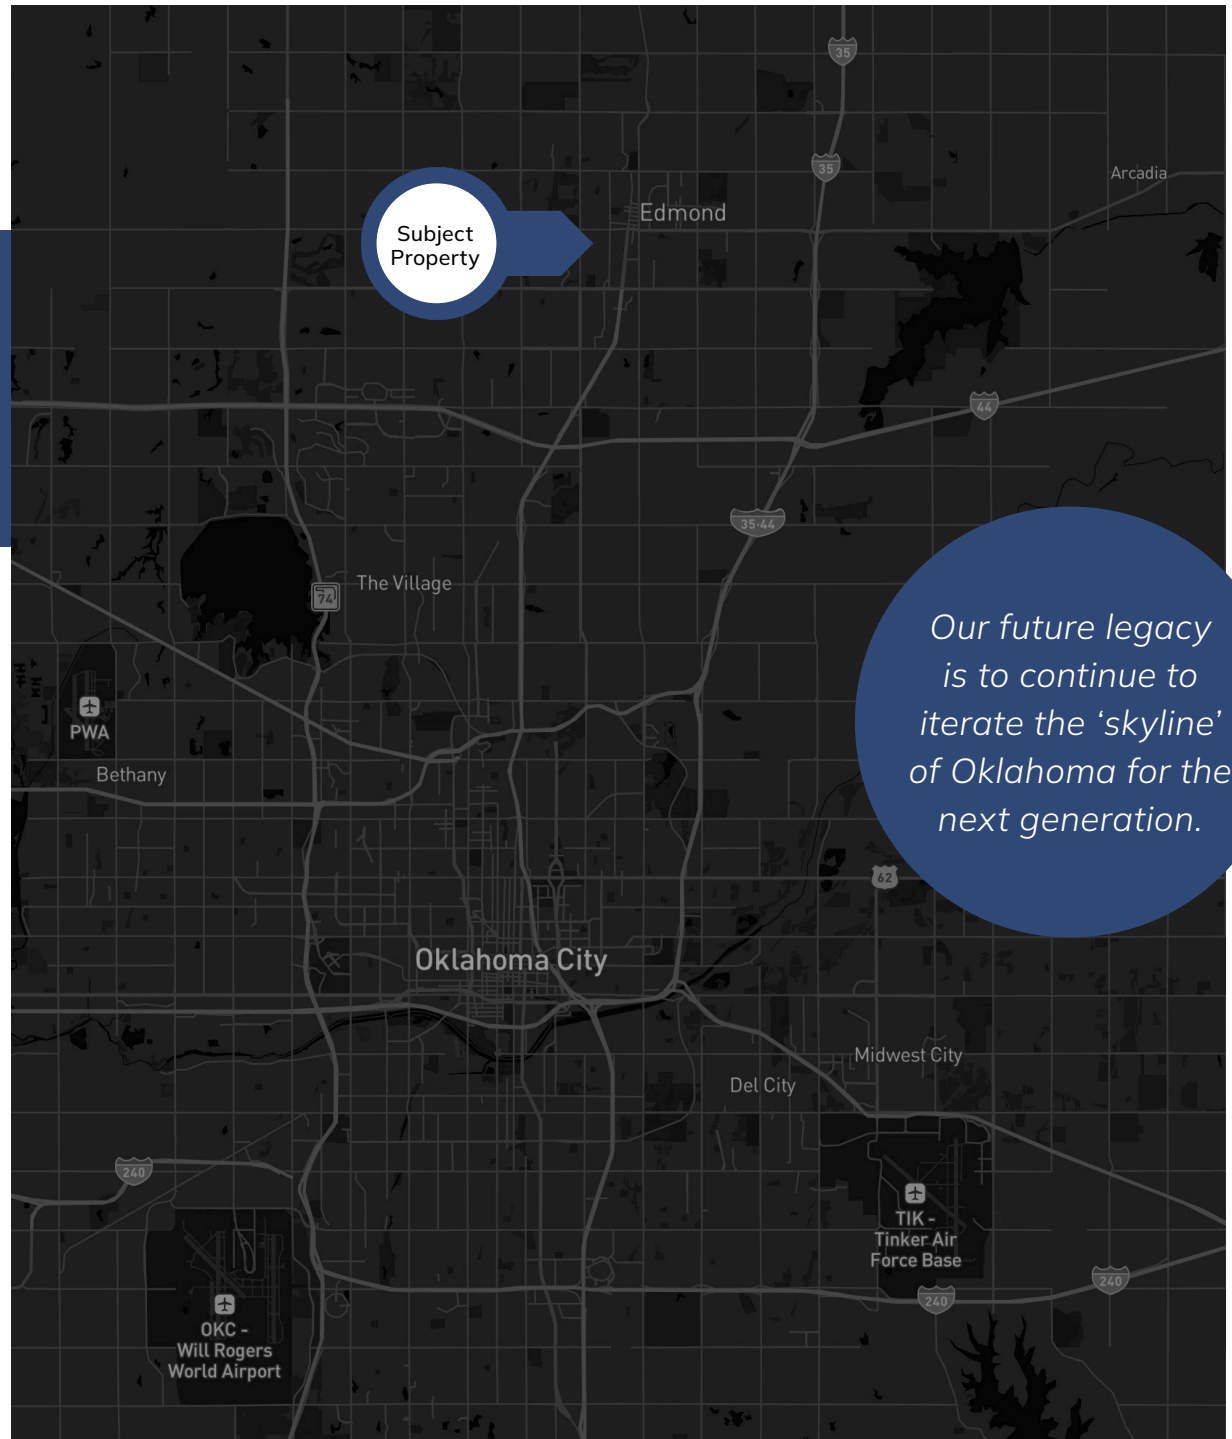 35
35
Arcadia
Edmond
Subject
Property
44
35-44
The Village
74
Our future legacy
is to continue to
iterate the ‘skyline’
of Oklahoma for the
next generation.
PWA
Bethany
62
Oklahoma City
Midwest City
Del City
240
TIK -
Tinker Air
Force Base
240
240
OKC -
Will Rogers
World Airport